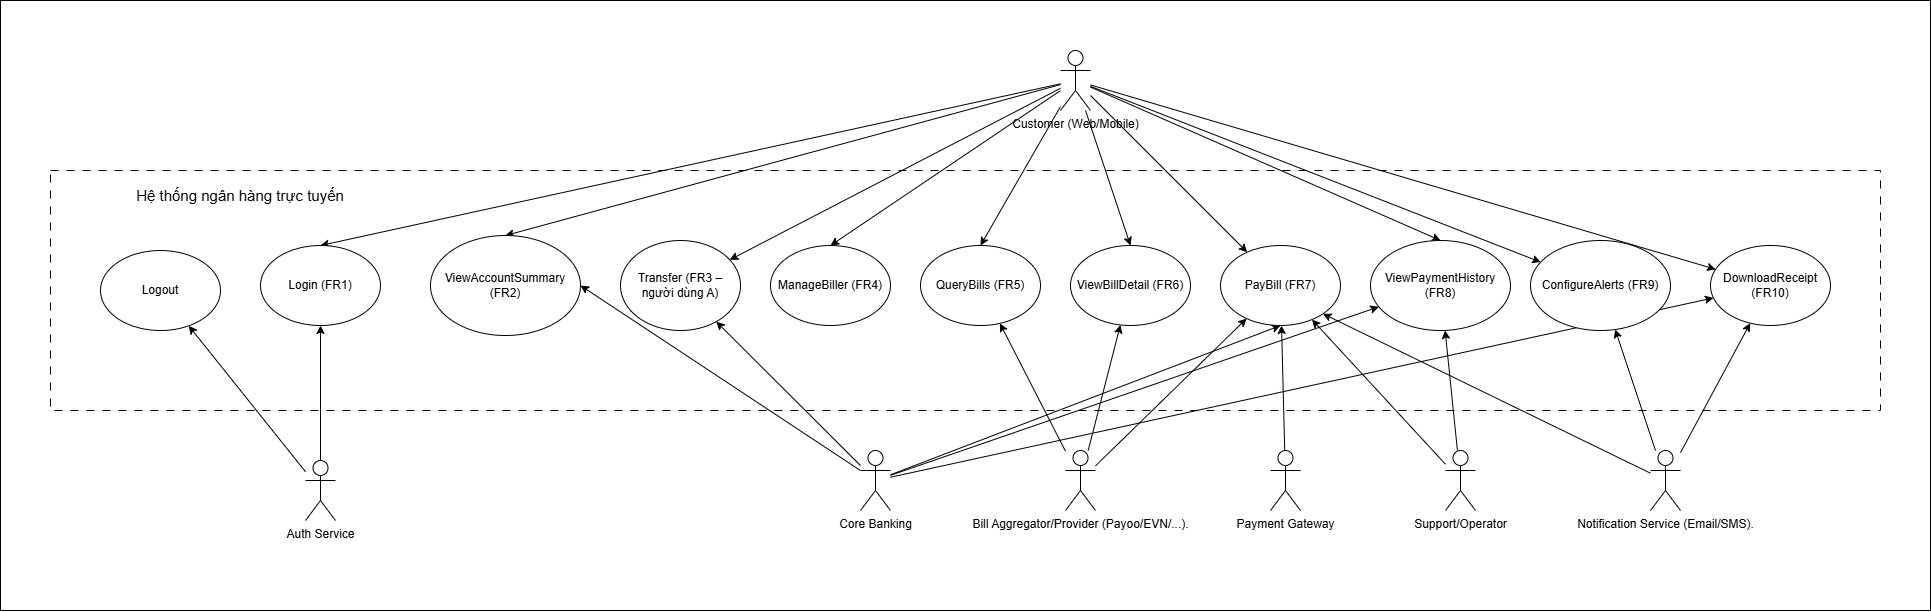 Customer (Web/Mobile)
Hệ thống ngân hàng trực tuyến
Logout
Login (FR1)
ViewAccountSummary
(FR2)
Transfer (FR3 –
người dùng A)
ManageBiller (FR4)
QueryBills (FR5)
ViewBillDetail (FR6)
PayBill (FR7)
ViewPaymentHistory
(FR8)
ConfigureAlerts (FR9)
DownloadReceipt
(FR10)
Auth Service
Core Banking
Bill Aggregator/Provider (Payoo/EVN/...).
Payment Gateway
Support/Operator
Notification Service (Email/SMS).